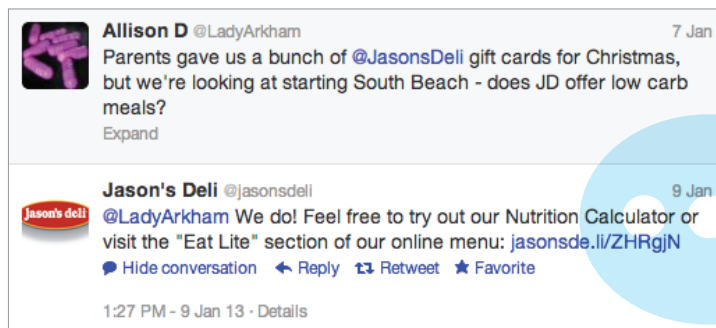 Allison D @LadyArkham 7 Jan
Parents gave us a bunch of @JasonsDeli gift cards for Christmas,
but we're looking at starting South Beach - does JD offer low carb
meals?
Expand
Jason's Deli @jasonsdeli 9 Jan
jason's deli
@LadyArkham We do! Feel free to try out our Nutrition Calculator or
visit the "Eat Lite" section of our online menu: jasonsde.li/ZHRgjN
Hide conversation Reply Retweet Favorite
1:27 PM - 9 Jan 13 · Details